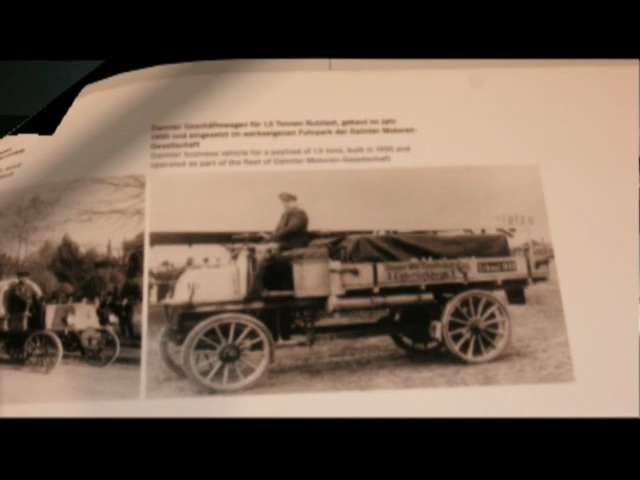 Daimler Geschäftswagen für 1,5 Tonnen Nutzlast, gebaut im Jahr
1900 und eingesetzt im werkseigenen Fuhrpark der Daimler-Motoren-
Gesellschaft
Daimler business vehicle for a payload of 1.5 tons, built in 1900 and
operated as part of the fleet of Daimler-Motoren-Gesellschaft